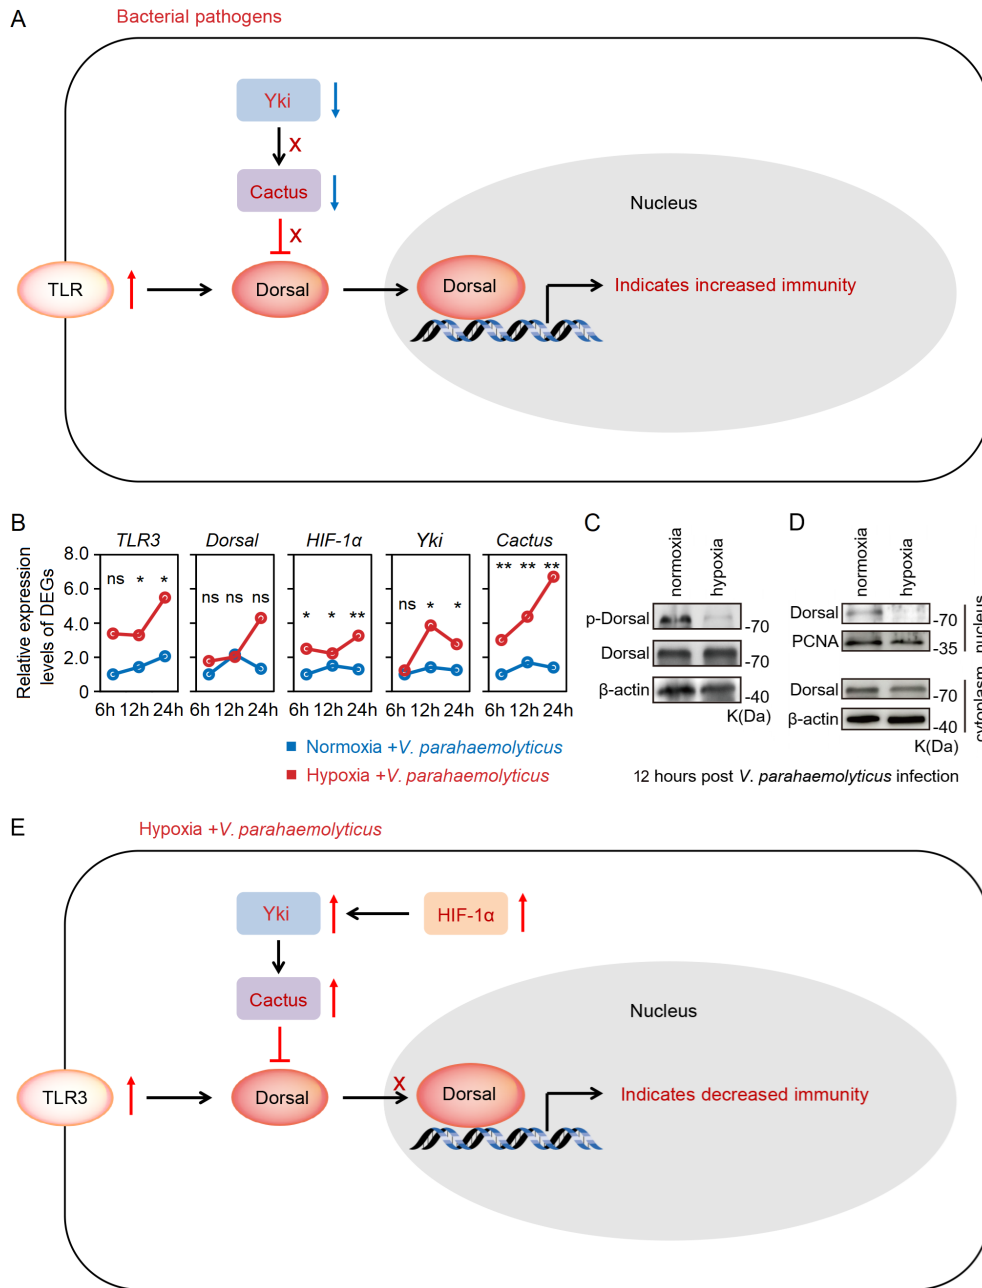 A
Bacterial pathogens
Yki
X
Cactus
X
Nucleus
TLR
Dorsal
Dorsal
Indicates increased immunity
B
TLR3
Dorsal
HIF-1α
Yki
Cactus
Relative expression
levels of DEGs
8.0
6.0
4.0
2.0
0
ns * *
ns ns ns
* * **
ns * *
** ** **
6h 12h 24h
6h 12h 24h
6h 12h 24h
6h 12h 24h
6h 12h 24h
Normoxia +V. parahaemolyticus
Hypoxia +V. parahaemolyticus
C
normoxia
hypoxia
p-Dorsal
-70
Dorsal
-70
β-actin
-40
K(Da)
D
normoxia
hypoxia
Dorsal
-70
PCNA
-35
nucleus
Dorsal
-70
β-actin
-40
cytoplasm
K(Da)
12 hours post V. parahaemolyticus infection
E
Hypoxia +V. parahaemolyticus
Yki
HIF-1α
Cactus
Nucleus
TLR3
Dorsal
X
Dorsal
Indicates decreased immunity